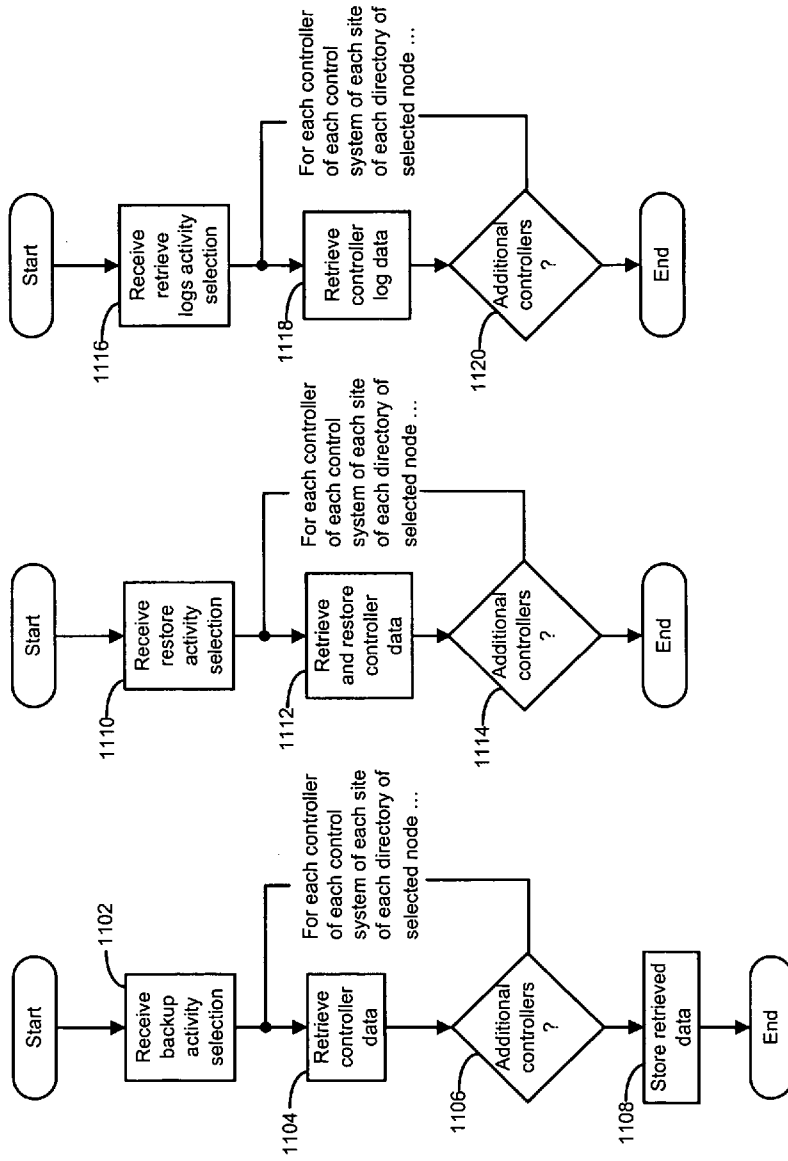 Start
1102
Receive
backup
activity
selection
For each controller
of each control
system of each site
of each directory of
selected node ...
1104
Retrieve
controller
data
1106
Additional
controllers
?
1108
Store retrieved
data
End
Start
1110
Receive
restore
activity
selection
For each controller
of each control
system of each site
of each directory of
selected node ...
1112
Retrieve
and restore
controller
data
1114
Additional
controllers
?
End
Start
1116
Receive
retrieve
logs activity
selection
For each controller
of each control
system of each site
of each directory of
selected node ...
1118
Retrieve
controller
log data
1120
Additional
controllers
?
End